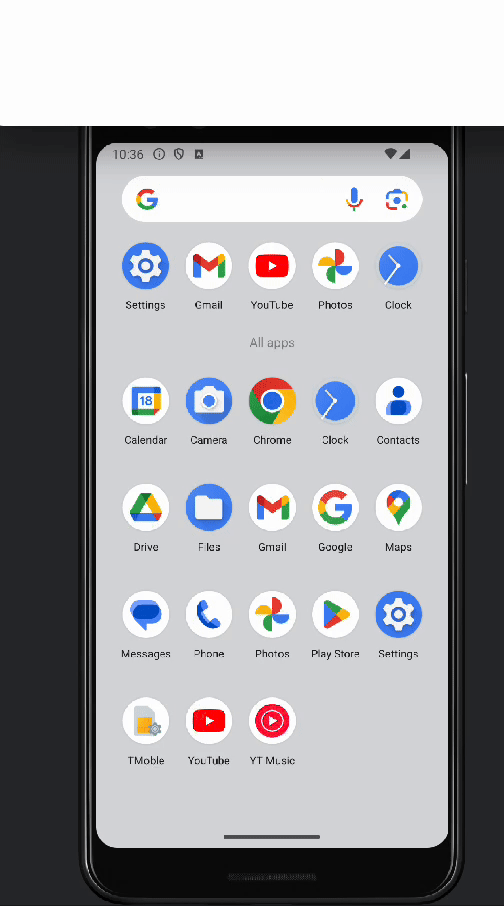 10:36
Settings Gmail YouTube Photos Clock
All apps
18
Calendar Camera Chrome Clock Contacts
Drive Files Gmail Google Maps
Messages Phone Photos Play Store Settings
TMoble YouTube YT Music